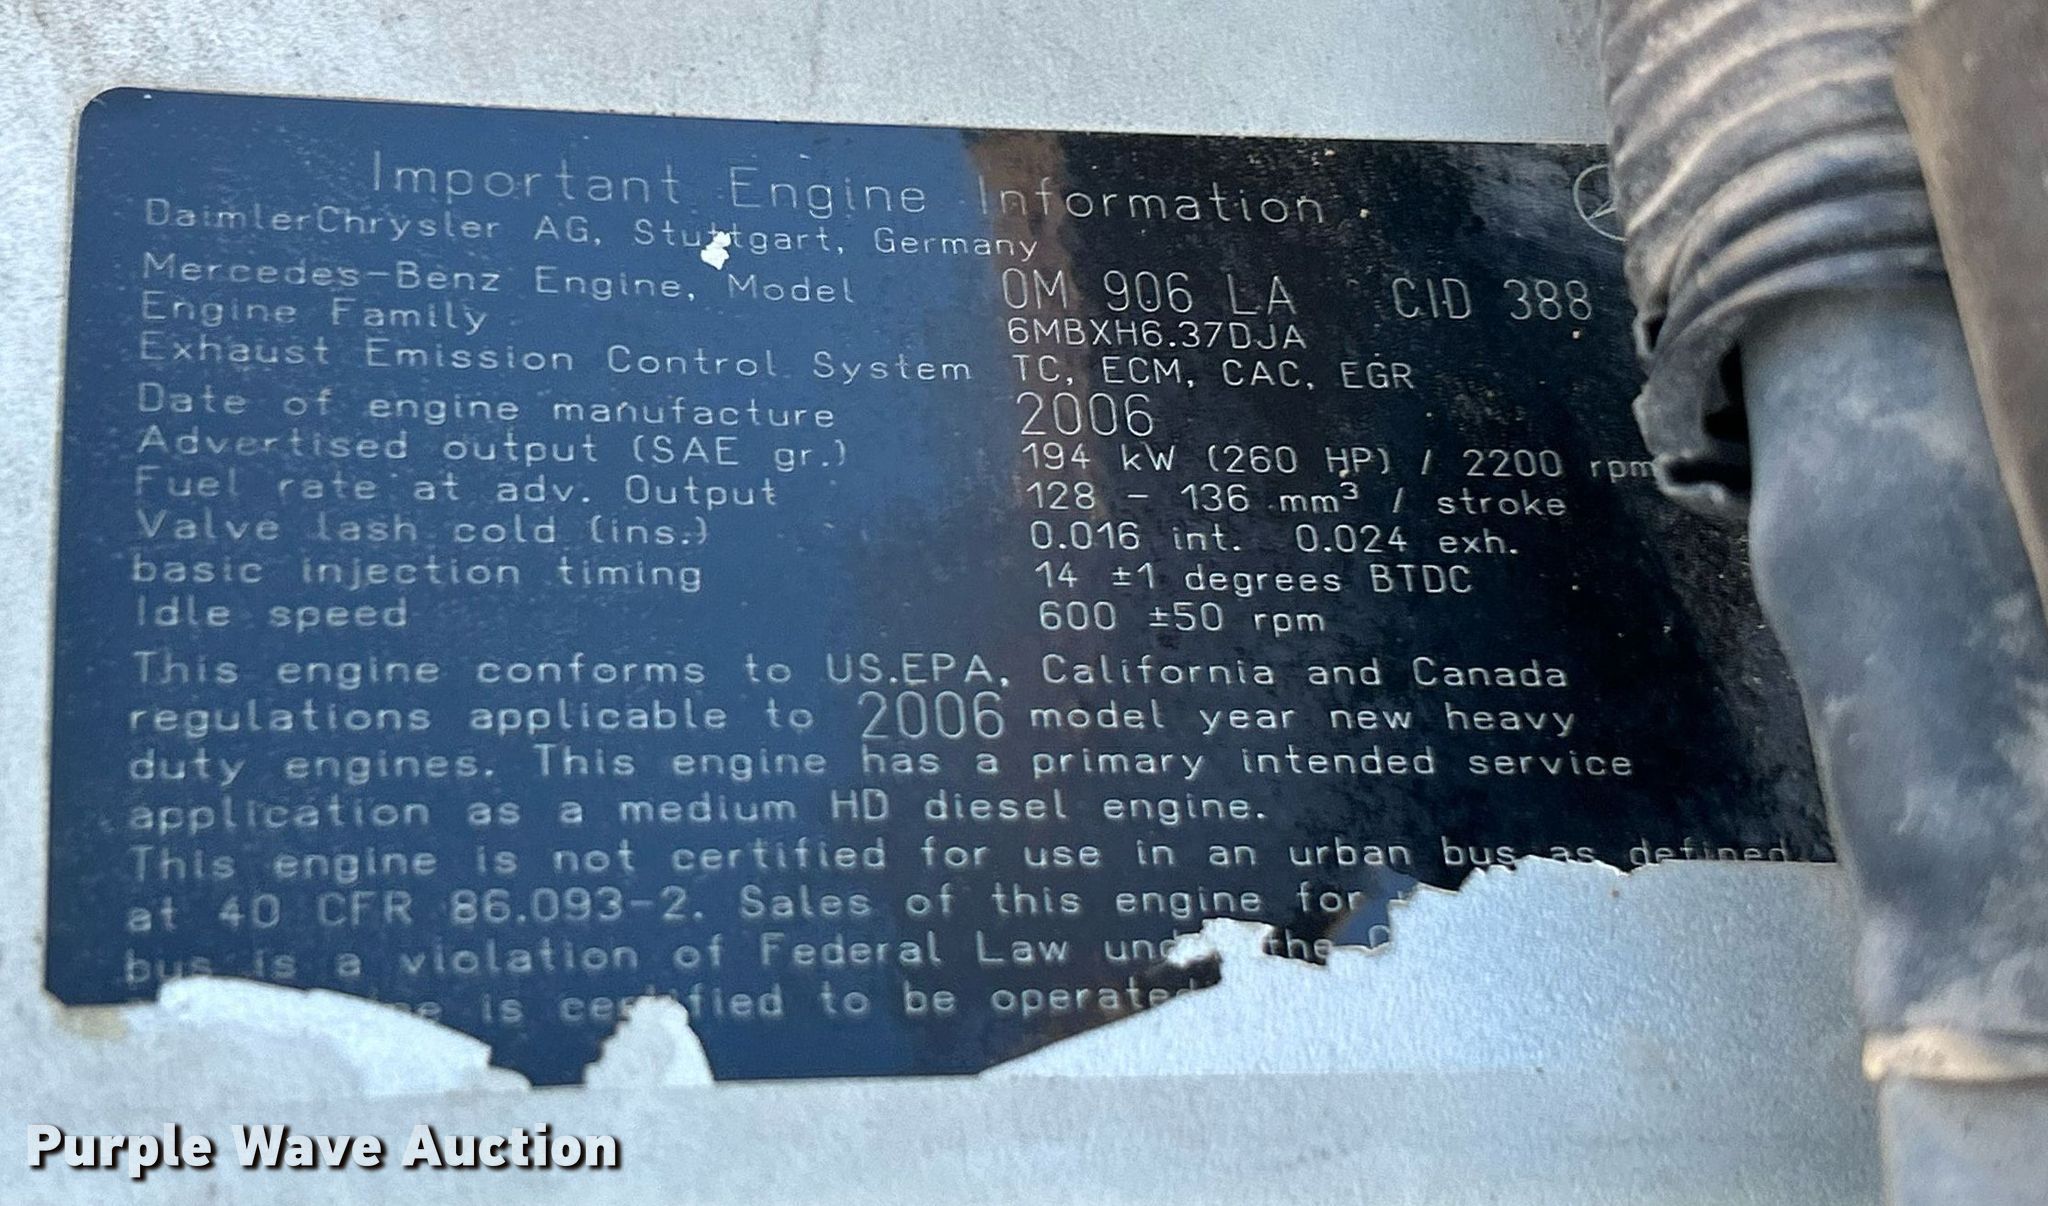 Important Engine Information
DaimlerChrysler AG, Stuttgart, Germany
Mercedes-Benz Engine, Model OM 906 LA CID 388
Engine Family 6MBXH6.37DJA
Exhaust Emission Control System TC, ECM, CAC, EGR
Date of engine manufacture 2006
Advertised output (SAE gr.) 194 kW (260 HP) / 2200 rpm
Fuel rate at adv. Output 128 - 136 mm³ / stroke
Valve lash cold (ins.) 0.016 int. 0.024 exh.
basic injection timing 14 ±1 degrees BTDC
Idle speed 600 ±50 rpm
This engine conforms to US.EPA, California and Canada
regulations applicable to 2006 model year new heavy
duty engines. This engine has a primary intended service
application as a medium HD diesel engine.
This engine is not certified for use in an urban bus as defined
at 40 CFR 86.093-2. Sales of this engine for
bus is a violation of Federal Law under the
is certified to be operated
Purple Wave Auction